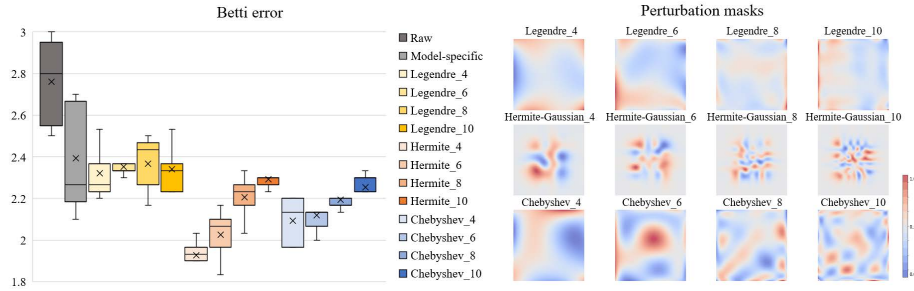 Betti error
3
2.8
2.6
2.4
2.2
2
1.8
Raw
Model-specific
Legendre_4
Legendre_6
Legendre_8
Legendre_10
Hermite_4
Hermite_6
Hermite_8
Hermite_10
Chebyshev_4
Chebyshev_6
Chebyshev_8
Chebyshev_10
Perturbation masks
Legendre_4 Legendre_6 Legendre_8 Legendre_10
Hermite-Gaussian_4 Hermite-Gaussian_6 Hermite-Gaussian_8 Hermite-Gaussian_10
Chebyshev_4 Chebyshev_6 Chebyshev_8 Chebyshev_10